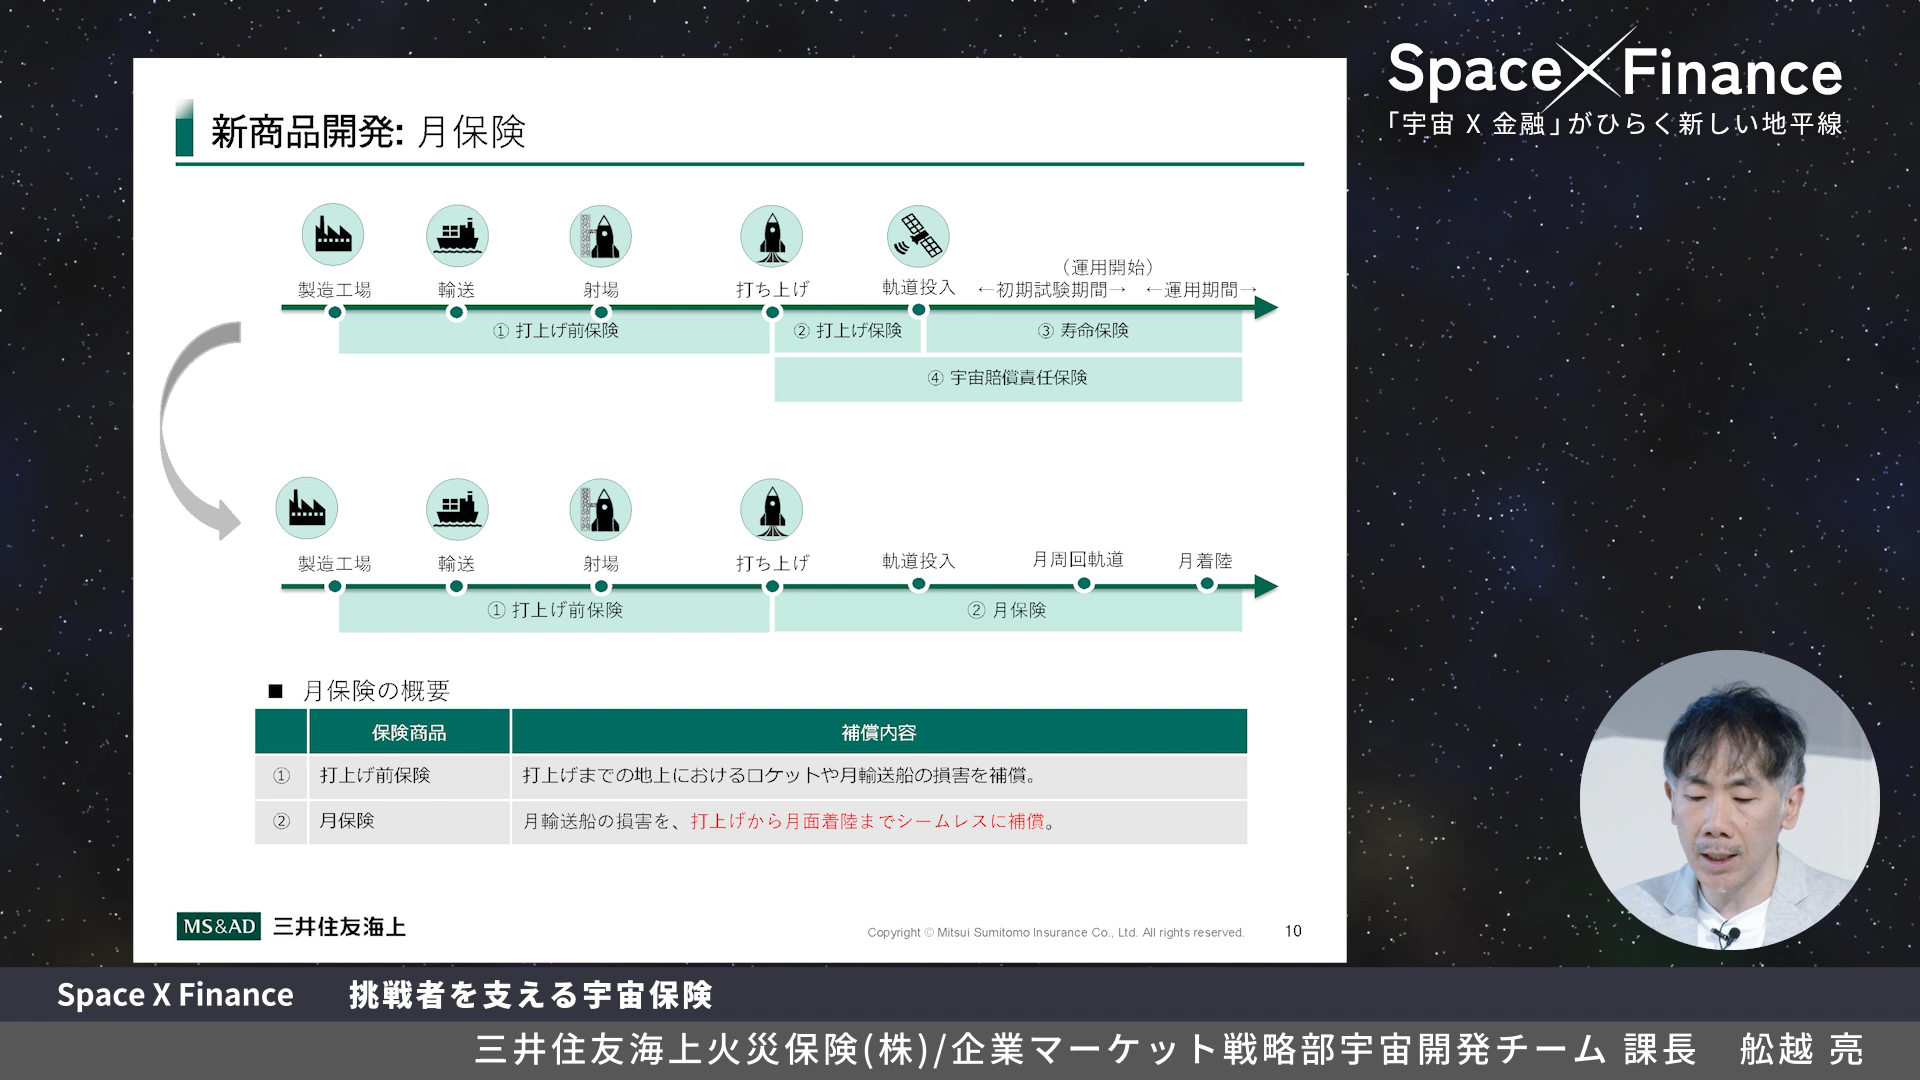 Space X Finance
「宇宙 X 金融」がひらく新しい地平線
新商品開発: 月保険
製造工場 輸送 射場 打ち上げ 軌道投入 (運用開始)
←初期試験期間→ ←運用期間→
① 打上げ前保険 ② 打上げ保険 ③ 寿命保険
④ 宇宙賠償責任保険
製造工場 輸送 射場 打ち上げ 軌道投入 月周回軌道 月着陸
① 打上げ前保険 ② 月保険
■ 月保険の概要
保険商品 補償内容
① 打上げ前保険 打上げまでの地上におけるロケットや月輸送船の損害を補償。
② 月保険 月輸送船の損害を、打上げから月面着陸までシームレスに補償。
MS&AD 三井住友海上
Copyright © Mitsui Sumitomo Insurance Co., Ltd. All rights reserved. 10
Space X Finance 挑戦者を支える宇宙保険
三井住友海上火災保険(株)/企業マーケット戦略部宇宙開発チーム 課長 舩越 亮